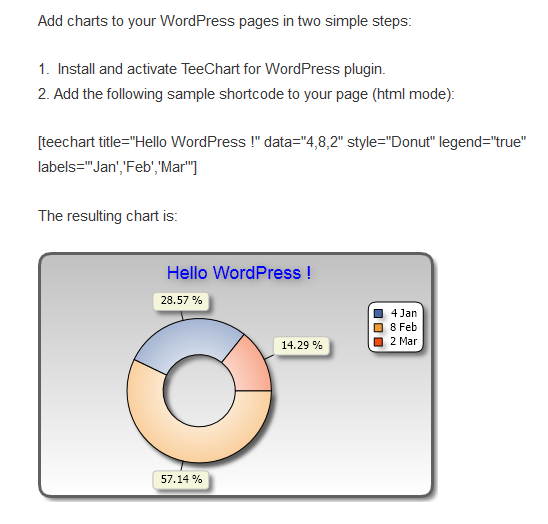 Add charts to your WordPress pages in two simple steps:
1. Install and activate TeeChart for WordPress plugin.
2. Add the following sample shortcode to your page (html mode):
[teechart title="Hello WordPress !" data="4,8,2" style="Donut" legend="true"
labels="'Jan','Feb','Mar'"]
The resulting chart is:
Hello WordPress !
28.57 %
4 Jan
8 Feb
2 Mar
14.29 %
57.14 %